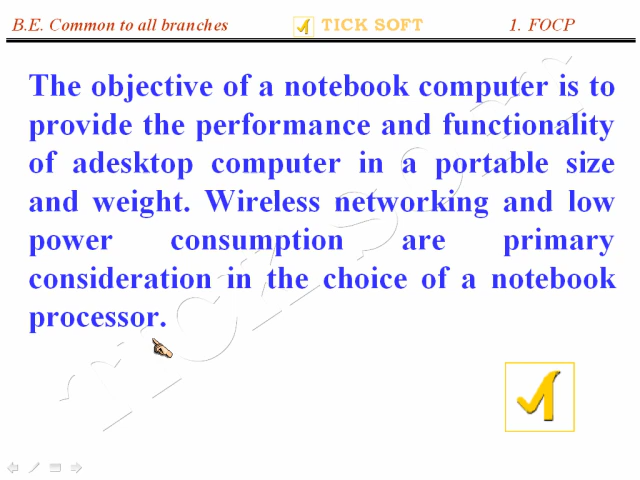 B.E. Common to all branches TICK SOFT 1. FOCP
The objective of a notebook computer is to
provide the performance and functionality
of adesktop computer in a portable size
and weight. Wireless networking and low
power consumption are primary
consideration in the choice of a notebook
processor.
TICK SOFT